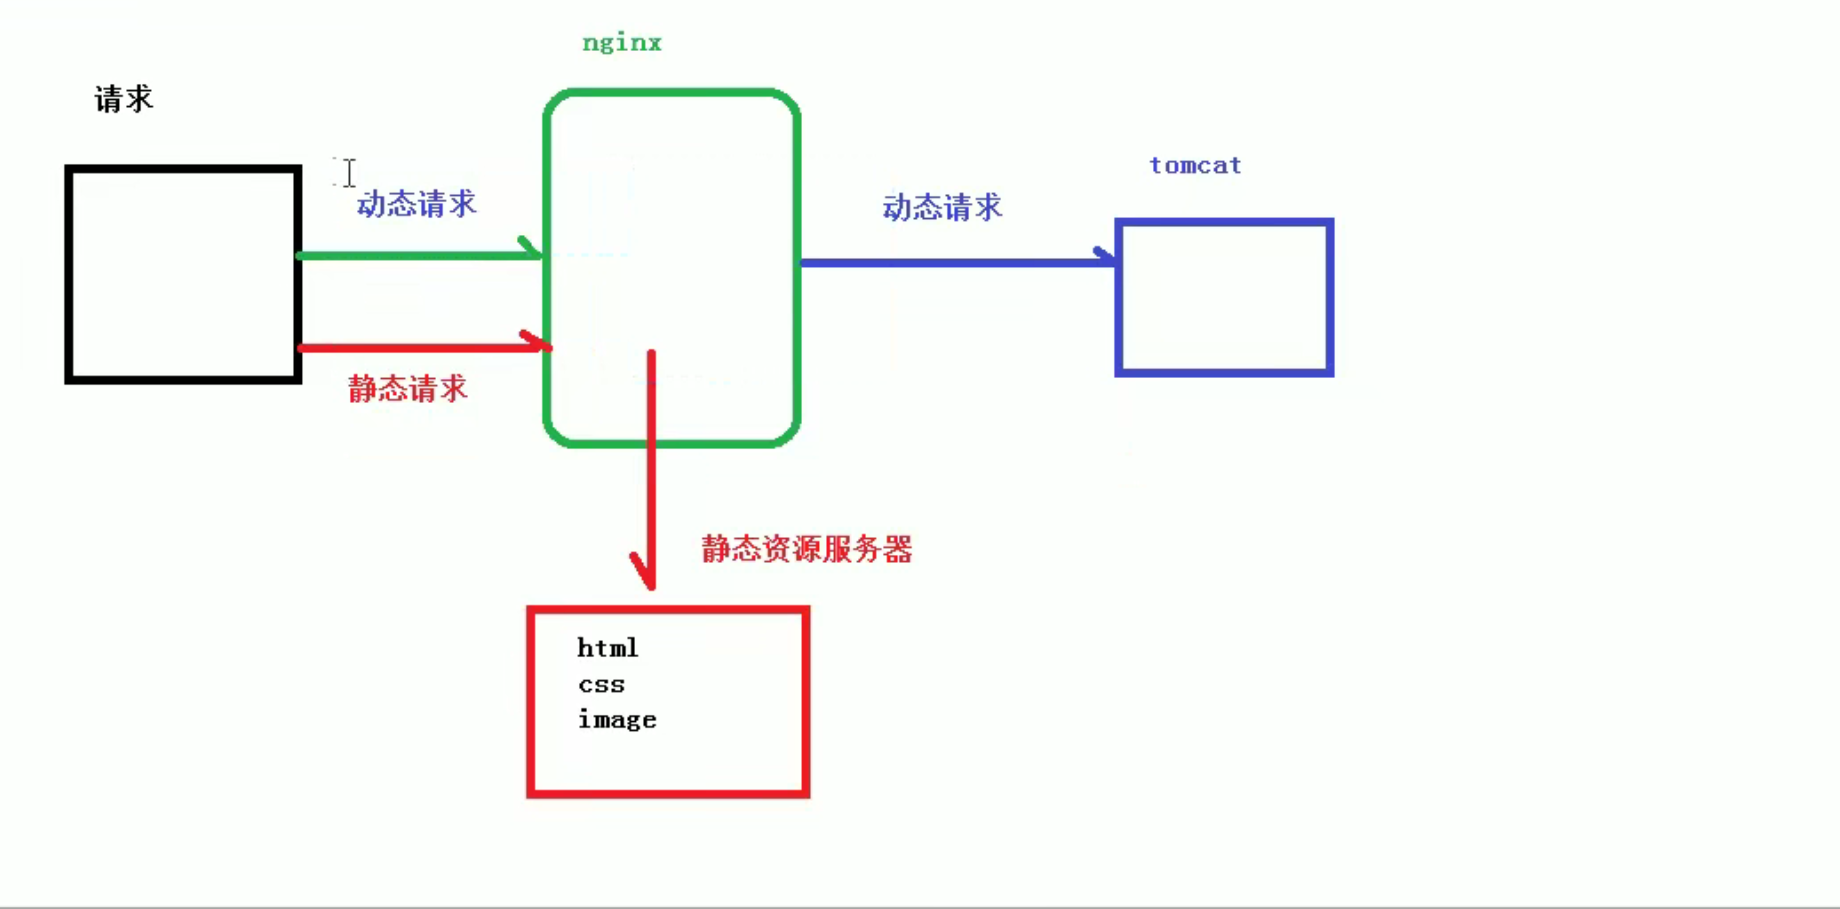 nginx
请求
动态请求
动态请求
tomcat
静态请求
静态资源服务器
html
css
image